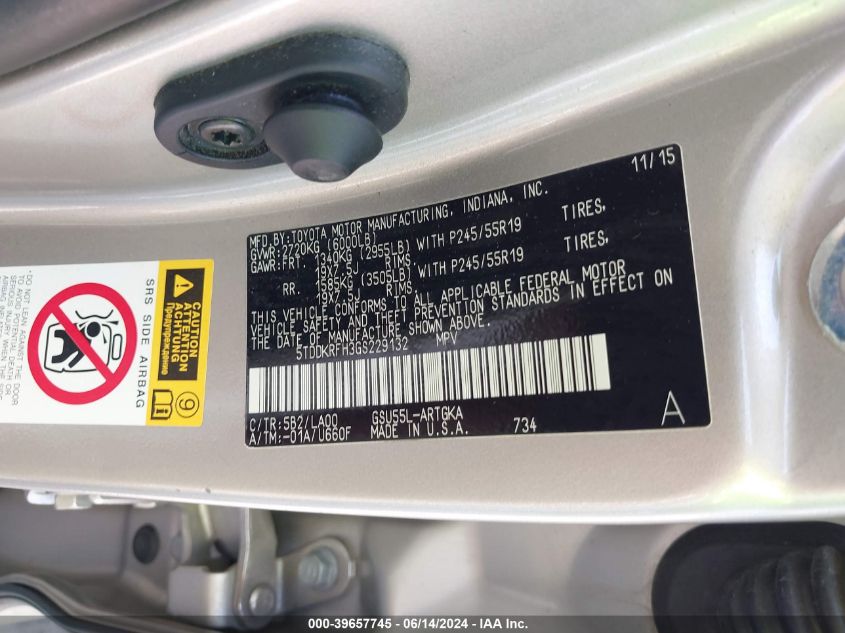 11/15
MFD.BY:TOYOTA MOTOR MANUFACTURING, INDIANA, INC.
GVWR:2720KG (6000LB)
GAWR:FRT 1340KG (2955LB) WITH P245/55R19 TIRES,
19X7.5J RIMS,
RR. 1585KG (3505LB) WITH P245/55R19 TIRES,
19X7.5J RIMS,
THIS VEHICLE CONFORMS TO ALL APPLICABLE FEDERAL MOTOR
VEHICLE SAFETY AND THEFT PREVENTION STANDARDS IN EFFECT ON
THE DATE OF MANUFACTURE SHOWN ABOVE.
5TDDKRFH3GS229132 MPV
C/TR:5B2/LA00 GSU55L-ARTGKA A
A/TM:-01A/U660F MADE IN U.S.A. 734
SRS SIDE AIRBAG
CAUTION
ATTENTION
ACHTUNG
Предупреждение
9
000-39657745 - 06/14/2024 - IAA Inc.